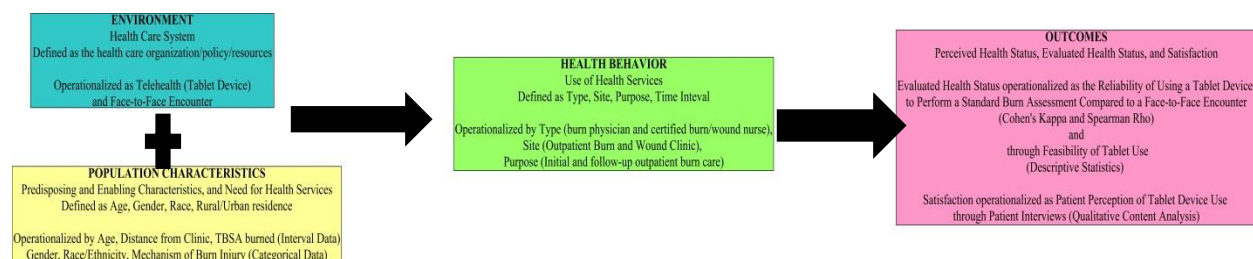 ENVIRONMENT
Health Care System
Defined as the health care organization/policy/resources
Operationalized as Telehealth (Tablet Device)
and Face-to-Face Encounter
POPULATION CHARACTERISTICS
Predisposing and Enabling Characteristics, and Need for Health Services
Defined as Age, Gender, Race, Rural/Urban residence
Operationalized by Age, Distance from Clinic, TBSA burned (Interval Data)
Gender, Race/Ethnicity, Mechanism of Burn Injury (Categorical Data)
HEALTH BEHAVIOR
Use of Health Services
Defined as Type, Site, Purpose, Time Inteval
Operationalized by Type (burn physician and certified burn/wound nurse),
Site (Outpatient Burn and Wound Clinic),
Purpose (Initial and follow-up outpatient burn care)
OUTCOMES
Perceived Health Status, Evaluated Health Status, and Satisfaction
Evaluated Health Status operationalized as the Reliability of Using a Tablet Device
to Perform a Standard Burn Assessment Compared to a Face-to-Face Encounter
(Cohen's Kappa and Spearman Rho)
and
through Feasibility of Tablet Use
(Descriptive Statistics)
Satisfaction operationalized as Patient Perception of Tablet Device Use
through Patient Interviews (Qualitative Content Analysis)